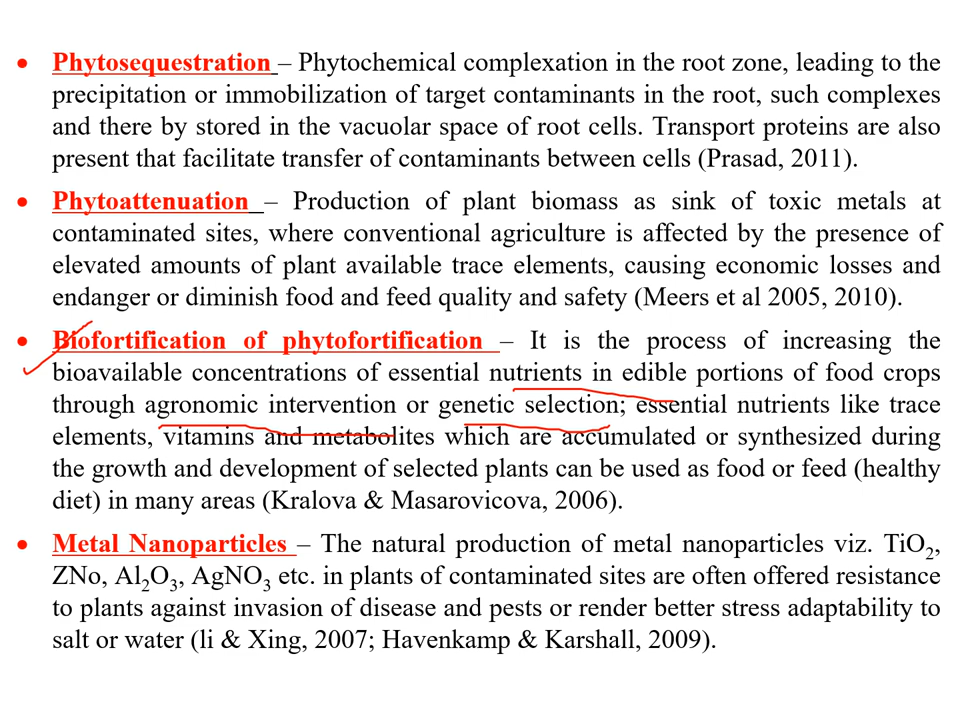 • Phytosequestration – Phytochemical complexation in the root zone, leading to the
precipitation or immobilization of target contaminants in the root, such complexes
and there by stored in the vacuolar space of root cells. Transport proteins are also
present that facilitate transfer of contaminants between cells (Prasad, 2011).
• Phytoattenuation – Production of plant biomass as sink of toxic metals at
contaminated sites, where conventional agriculture is affected by the presence of
elevated amounts of plant available trace elements, causing economic losses and
endanger or diminish food and feed quality and safety (Meers et al 2005, 2010).
• Biofortification of phytofortification – It is the process of increasing the
bioavailable concentrations of essential nutrients in edible portions of food crops
through agronomic intervention or genetic selection; essential nutrients like trace
elements, vitamins and metabolites which are accumulated or synthesized during
the growth and development of selected plants can be used as food or feed (healthy
diet) in many areas (Kralova & Masarovicova, 2006).
• Metal Nanoparticles – The natural production of metal nanoparticles viz. TiO₂,
ZNo, Al₂O₃, AgNO₃ etc. in plants of contaminated sites are often offered resistance
to plants against invasion of disease and pests or render better stress adaptability to
salt or water (li & Xing, 2007; Havenkamp & Karshall, 2009).